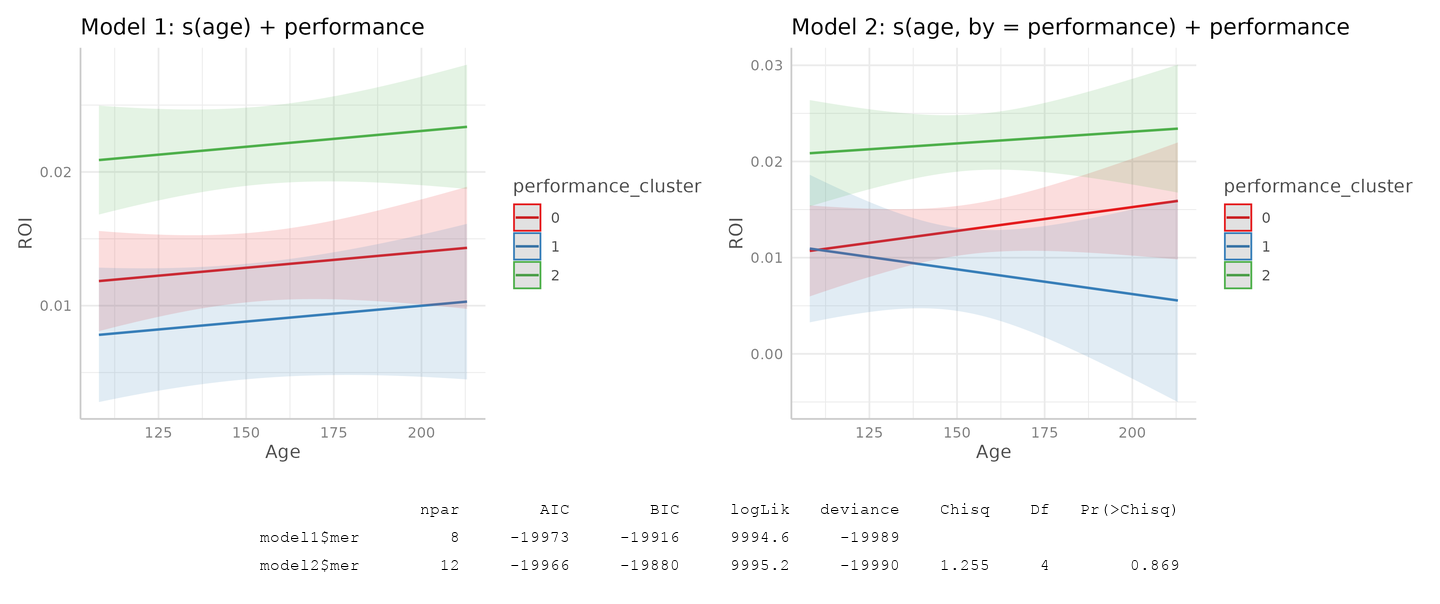 Model 1: s(age) + performance
0.02
0.01
ROI
125 150 175 200
Age
performance_cluster
0
1
2
Model 2: s(age, by = performance) + performance
0.03
0.02
0.01
0.00
ROI
125 150 175 200
Age
performance_cluster
0
1
2
npar AIC BIC logLik deviance Chisq Df Pr(>Chisq)
model1$mer 8 -19973 -19916 9994.6 -19989
model2$mer 12 -19966 -19880 9995.2 -19990 1.255 4 0.869